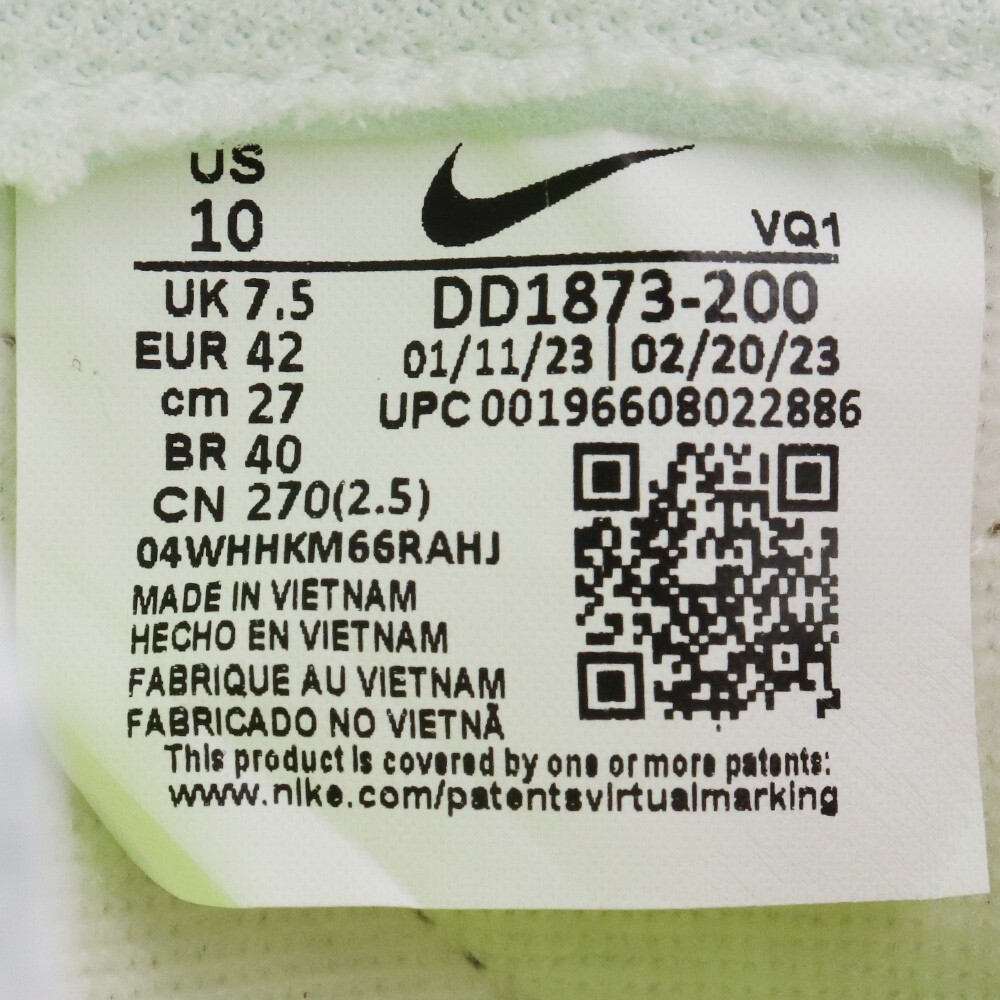 US
10
VQ1
UK 7.5
DD1873-200
EUR 42
01/11/23 | 02/20/23
cm 27
UPC 00196608022886
BR 40
CN 270(2.5)
04WHHKM66RAHJ
MADE IN VIETNAM
HECHO EN VIETNAM
FABRIQUE AU VIETNAM
FABRICADO NO VIETNÃ
This product is covered by one or more patents:
www.nike.com/patentsvirtualmarking